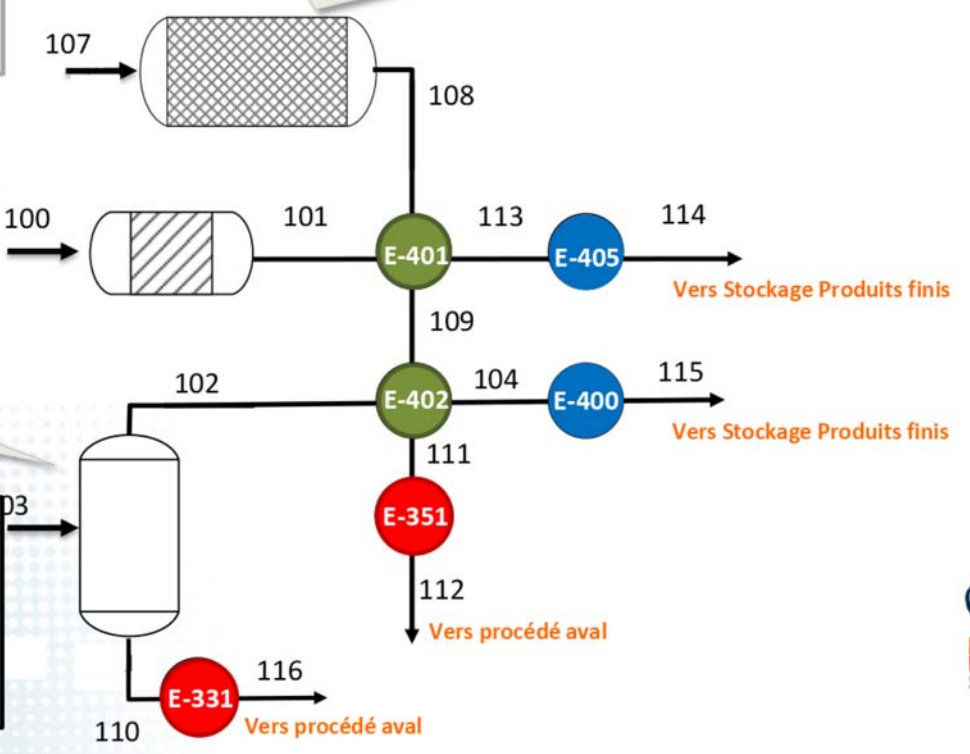 107
108
100
101
113
114
E-401
E-405
Vers Stockage Produits finis
109
102
104
115
E-402
E-400
Vers Stockage Produits finis
111
03
E-351
112
Vers procédé aval
116
E-331
110
Vers procédé aval